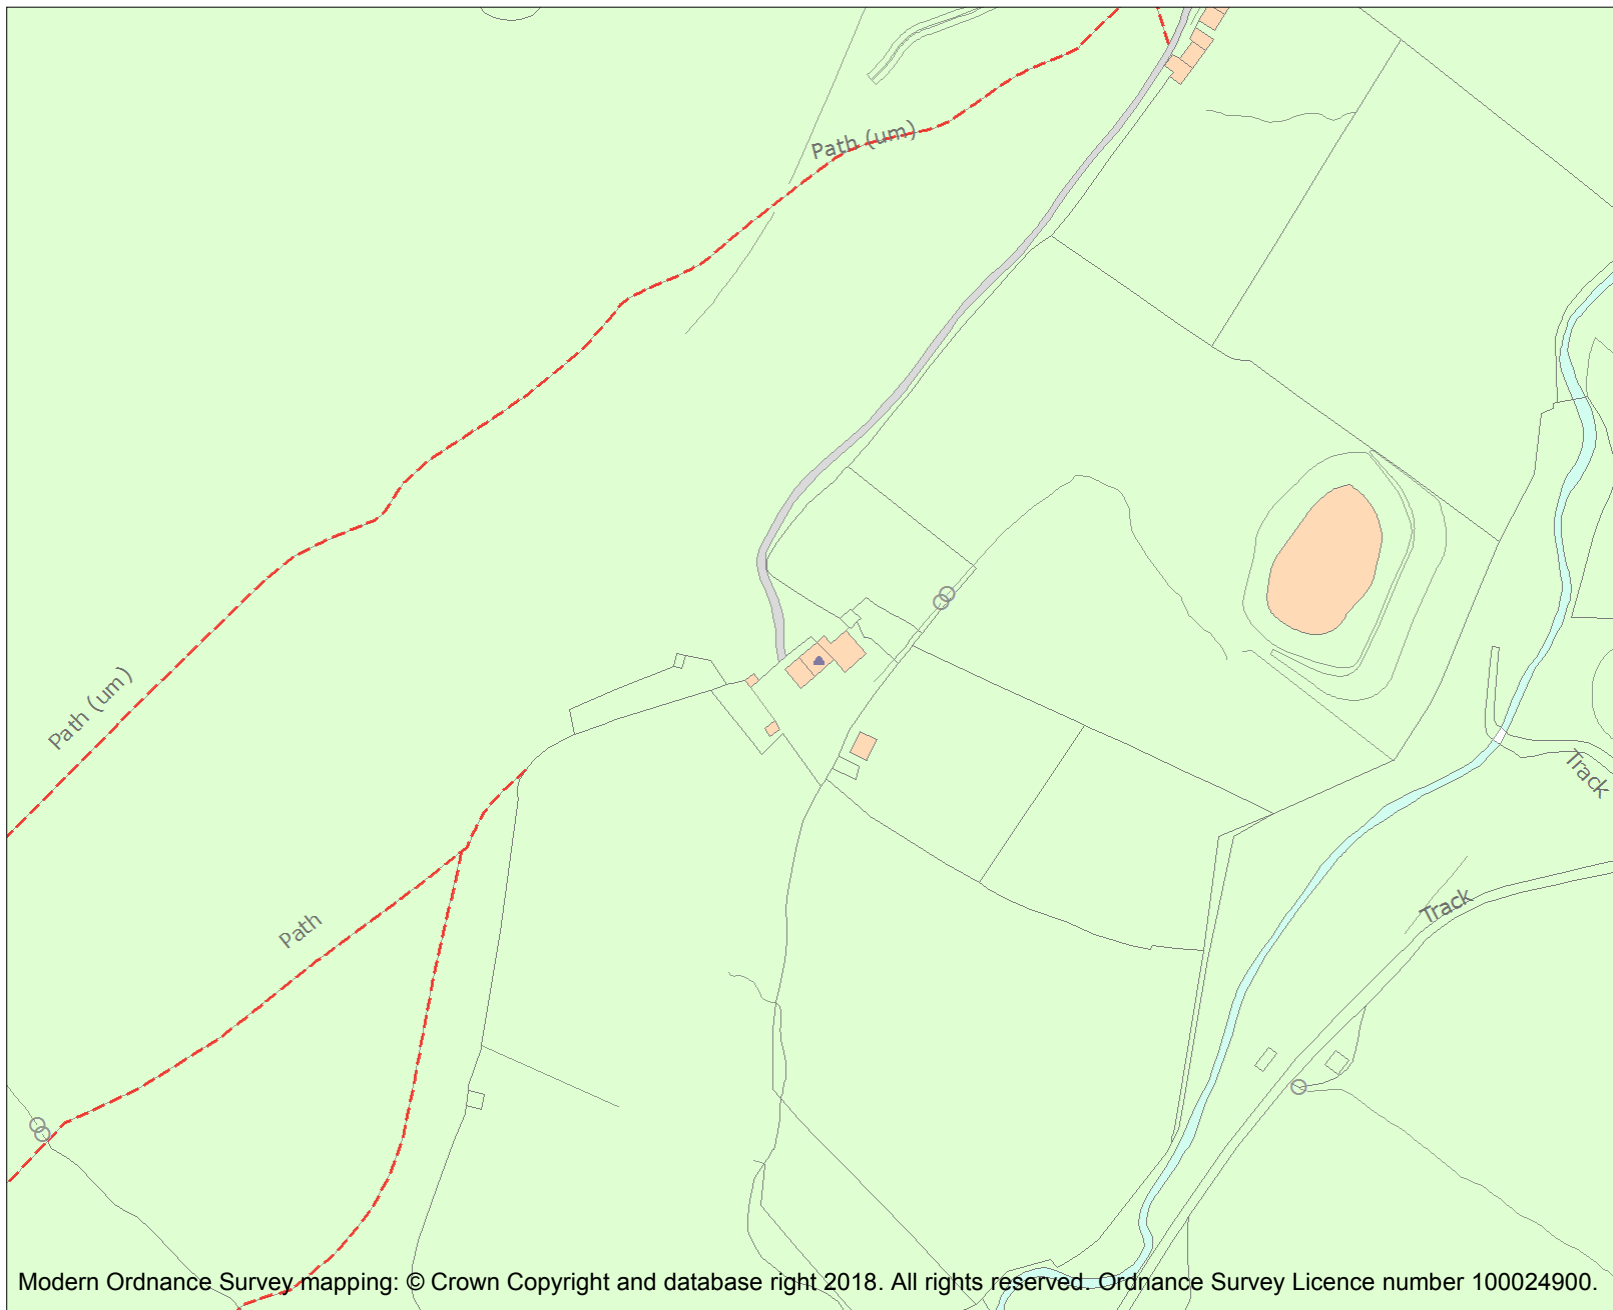 Path (um)
Path (um)
Track
Track
Path
Modern Ordnance Survey mapping: © Crown Copyright and database right 2018. All rights reserved. Ordnance Survey Licence number 100024900.